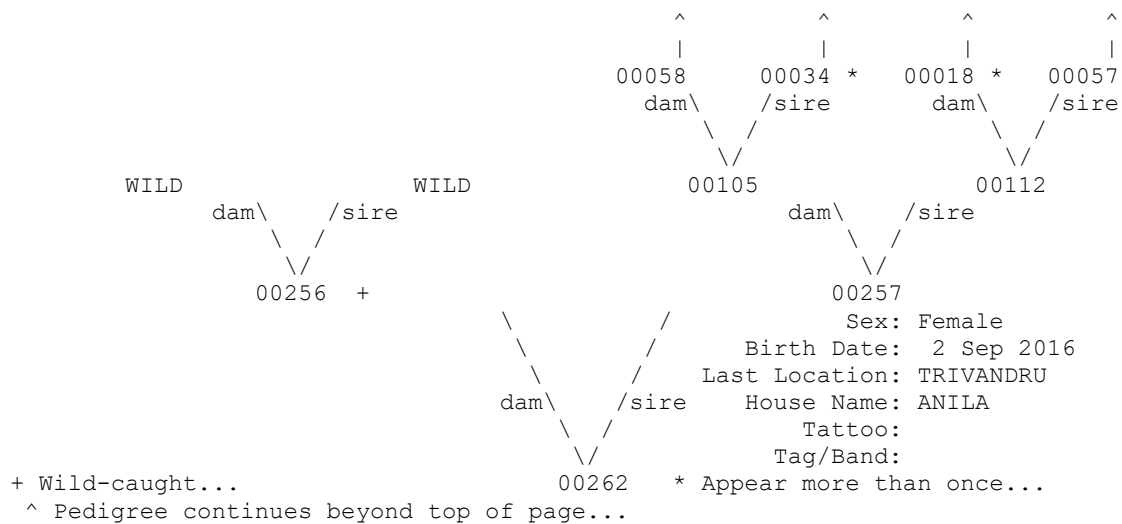 ^ ^ ^ ^
| | | |
00058 00034 * 00018 * 00057
dam\ /sire dam\ /sire
\ / \ /
\/ \/
WILD WILD 00105 00112
dam\ /sire dam\ /sire
\ / \ /
\/ \/
00256 + 00257
\ / Sex: Female
\ / Birth Date: 2 Sep 2016
\ / Last Location: TRIVANDRU
dam\ /sire House Name: ANILA
\ / Tattoo:
\/ Tag/Band:
+ Wild-caught... 00262 * Appear more than once...
^ Pedigree continues beyond top of page...